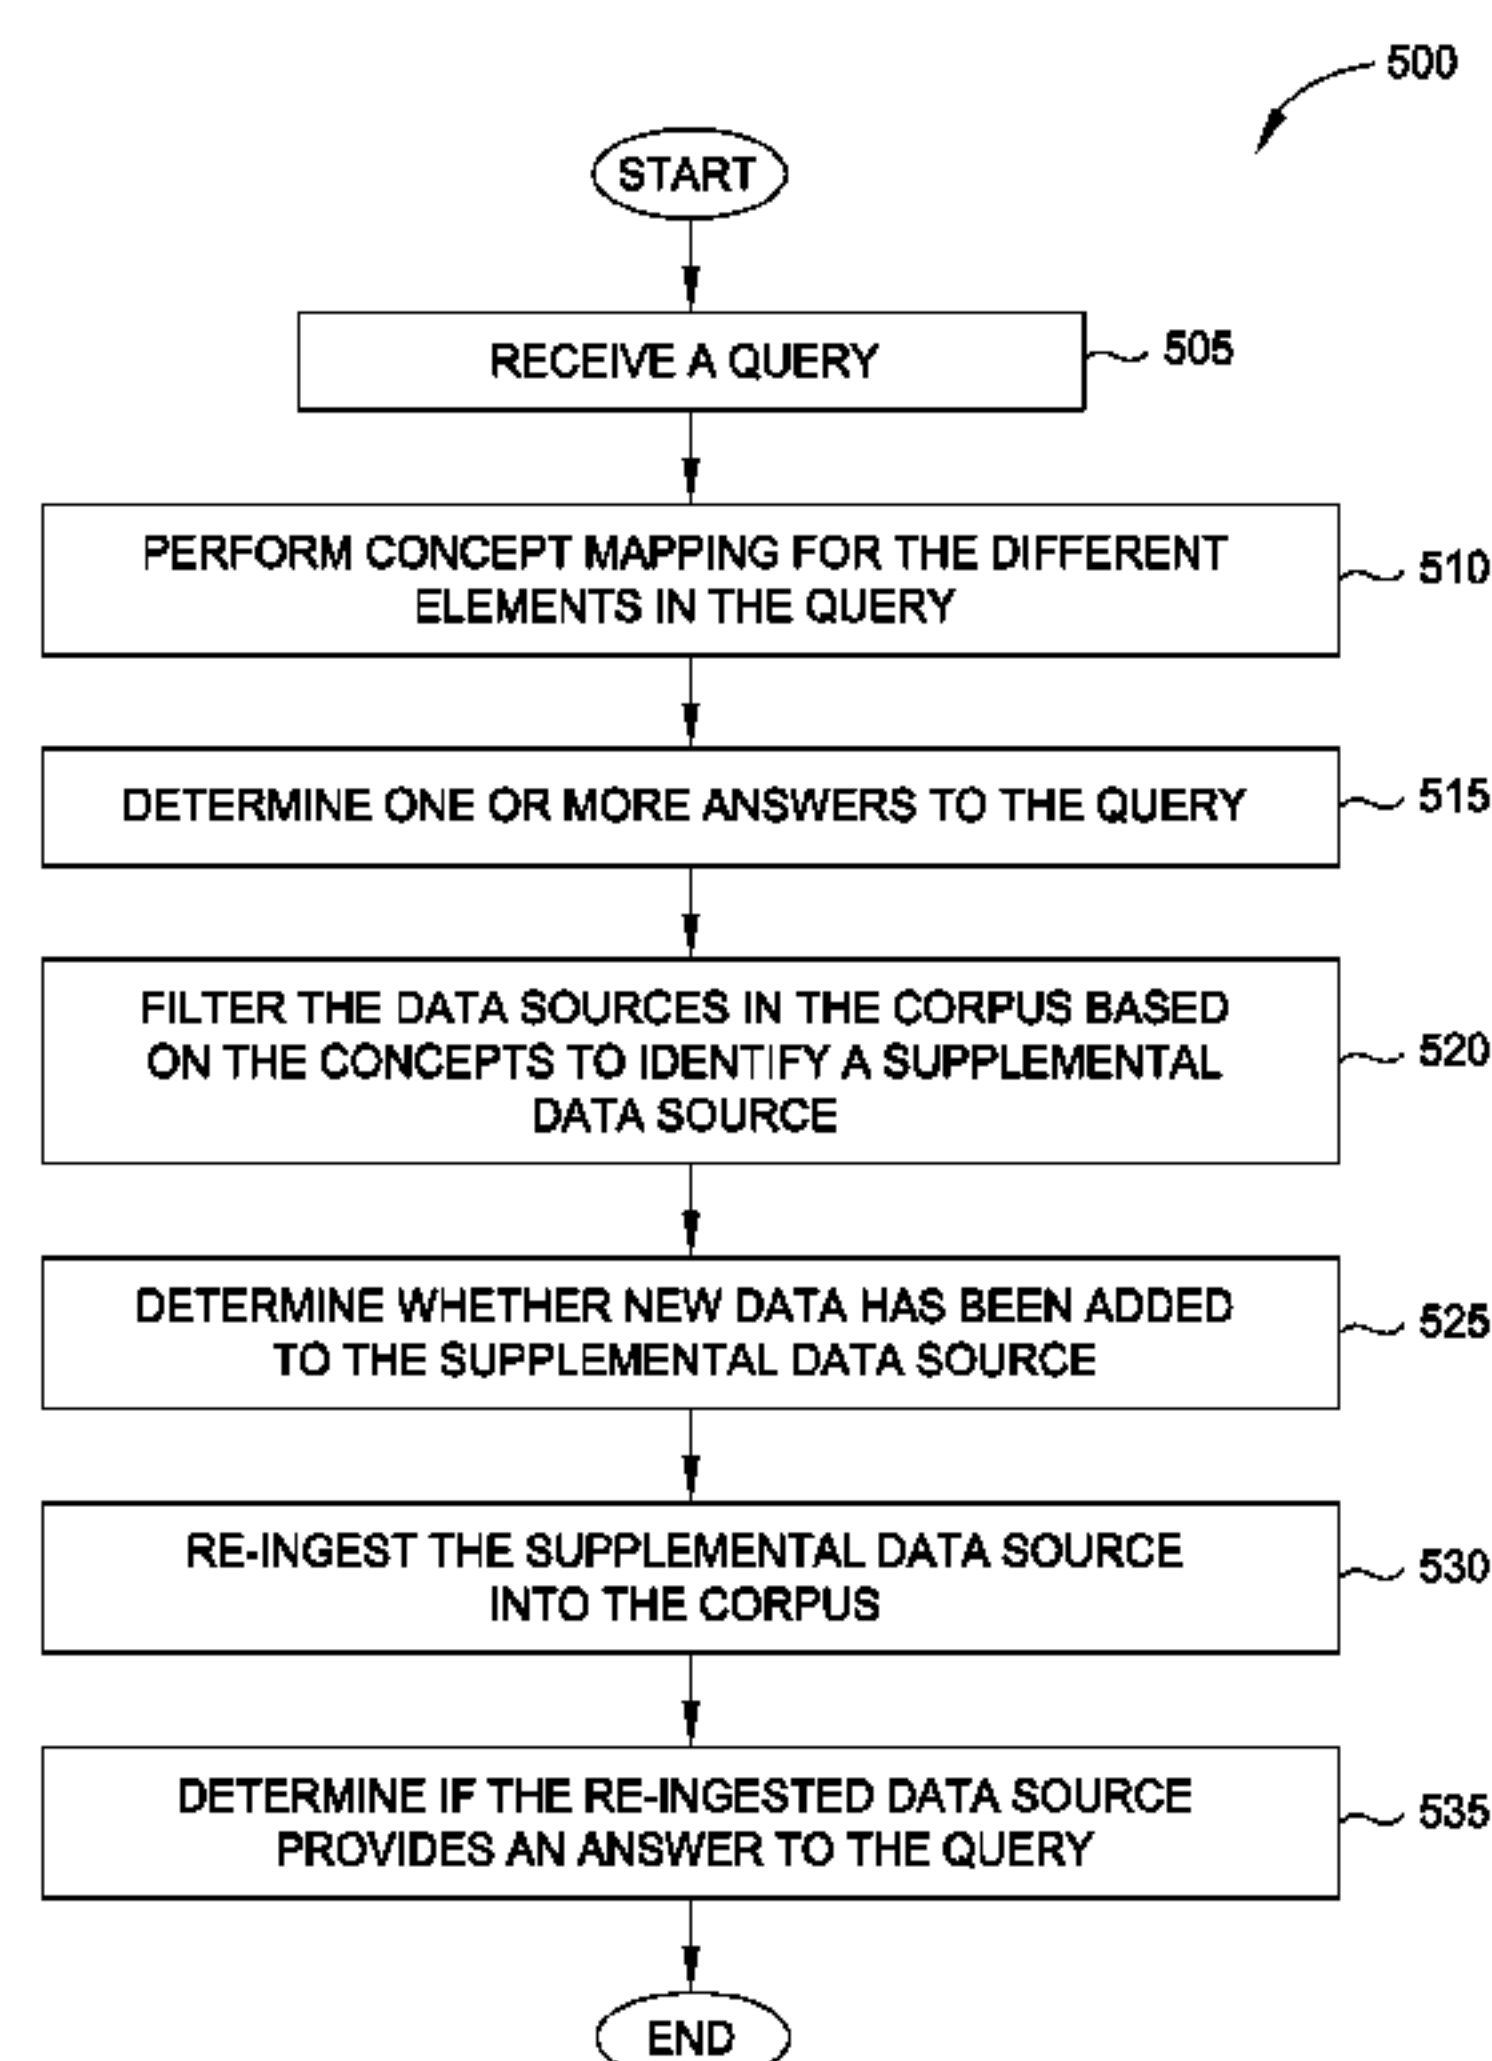 500
START
RECEIVE A QUERY
505
PERFORM CONCEPT MAPPING FOR THE DIFFERENT
ELEMENTS IN THE QUERY
510
DETERMINE ONE OR MORE ANSWERS TO THE QUERY
515
FILTER THE DATA SOURCES IN THE CORPUS BASED
ON THE CONCEPTS TO IDENTIFY A SUPPLEMENTAL
DATA SOURCE
520
DETERMINE WHETHER NEW DATA HAS BEEN ADDED
TO THE SUPPLEMENTAL DATA SOURCE
525
RE-INGEST THE SUPPLEMENTAL DATA SOURCE
INTO THE CORPUS
530
DETERMINE IF THE RE-INGESTED DATA SOURCE
PROVIDES AN ANSWER TO THE QUERY
535
END